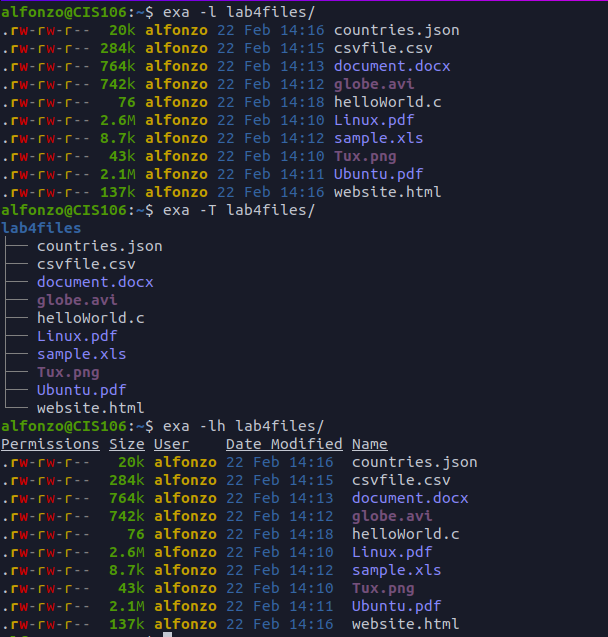 alfonzo@CIS106:~$ exa -l lab4files/
.rw-rw-r--  20k alfonzo 22 Feb 14:16 countries.json
.rw-rw-r-- 284k alfonzo 22 Feb 14:15 csvfile.csv
.rw-rw-r-- 764k alfonzo 22 Feb 14:13 document.docx
.rw-rw-r-- 742k alfonzo 22 Feb 14:12 globe.avi
.rw-rw-r--   76 alfonzo 22 Feb 14:18 helloWorld.c
.rw-rw-r-- 2.6M alfonzo 22 Feb 14:10 Linux.pdf
.rw-rw-r-- 8.7k alfonzo 22 Feb 14:12 sample.xls
.rw-rw-r--  43k alfonzo 22 Feb 14:10 Tux.png
.rw-rw-r-- 2.1M alfonzo 22 Feb 14:11 Ubuntu.pdf
.rw-rw-r-- 137k alfonzo 22 Feb 14:16 website.html
alfonzo@CIS106:~$ exa -T lab4files/
lab4files
├── countries.json
├── csvfile.csv
├── document.docx
├── globe.avi
├── helloWorld.c
├── Linux.pdf
├── sample.xls
├── Tux.png
├── Ubuntu.pdf
└── website.html
alfonzo@CIS106:~$ exa -lh lab4files/
Permissions Size User    Date Modified Name
.rw-rw-r--   20k alfonzo 22 Feb 14:16  countries.json
.rw-rw-r--  284k alfonzo 22 Feb 14:15  csvfile.csv
.rw-rw-r--  764k alfonzo 22 Feb 14:13  document.docx
.rw-rw-r--  742k alfonzo 22 Feb 14:12  globe.avi
.rw-rw-r--    76 alfonzo 22 Feb 14:18  helloWorld.c
.rw-rw-r--  2.6M alfonzo 22 Feb 14:10  Linux.pdf
.rw-rw-r--  8.7k alfonzo 22 Feb 14:12  sample.xls
.rw-rw-r--   43k alfonzo 22 Feb 14:10  Tux.png
.rw-rw-r--  2.1M alfonzo 22 Feb 14:11  Ubuntu.pdf
.rw-rw-r--  137k alfonzo 22 Feb 14:16  website.html